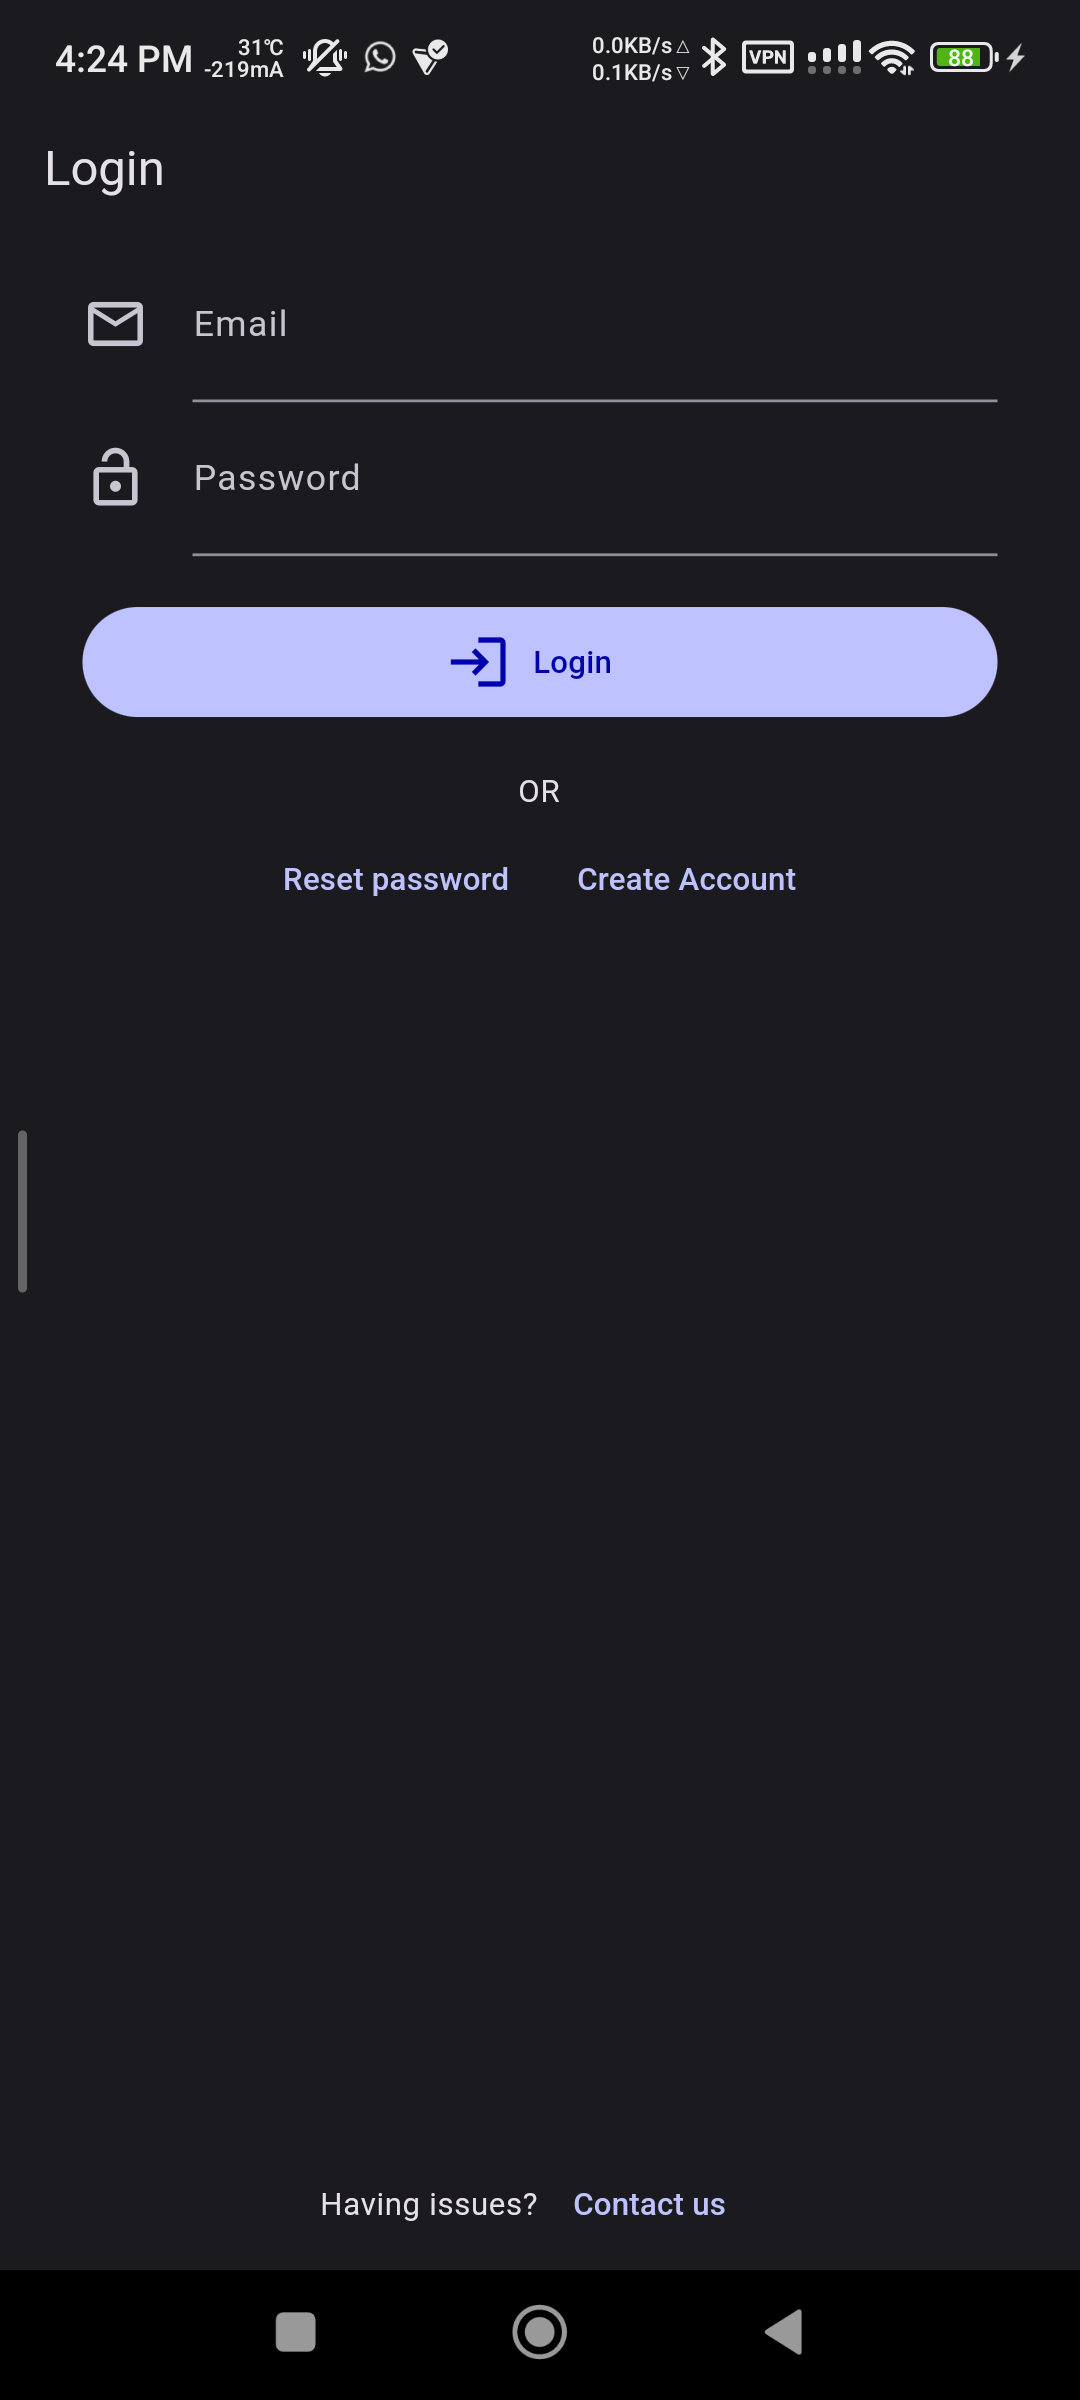 4:24 PM
31°C
-219mA
0.0KB/s △
0.1KB/s ▽
VPN
88
Login
Email
Password
Login
OR
Reset password
Create Account
Having issues? Contact us